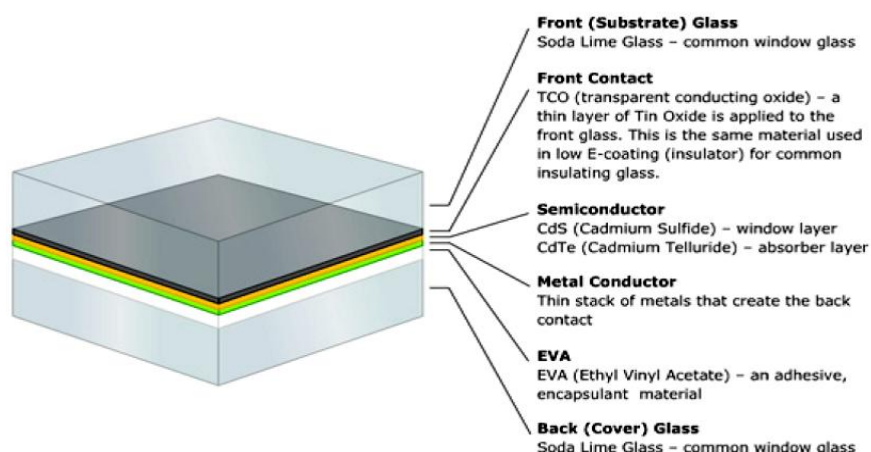 Front (Substrate) Glass
Soda Lime Glass – common window glass
Front Contact
TCO (transparent conducting oxide) – a
thin layer of Tin Oxide is applied to the
front glass. This is the same material used
in low E-coating (insulator) for common
insulating glass.
Semiconductor
CdS (Cadmium Sulfide) – window layer
CdTe (Cadmium Telluride) – absorber layer
Metal Conductor
Thin stack of metals that create the back
contact
EVA
EVA (Ethyl Vinyl Acetate) – an adhesive,
encapsulant material
Back (Cover) Glass
Soda Lime Glass – common window glass